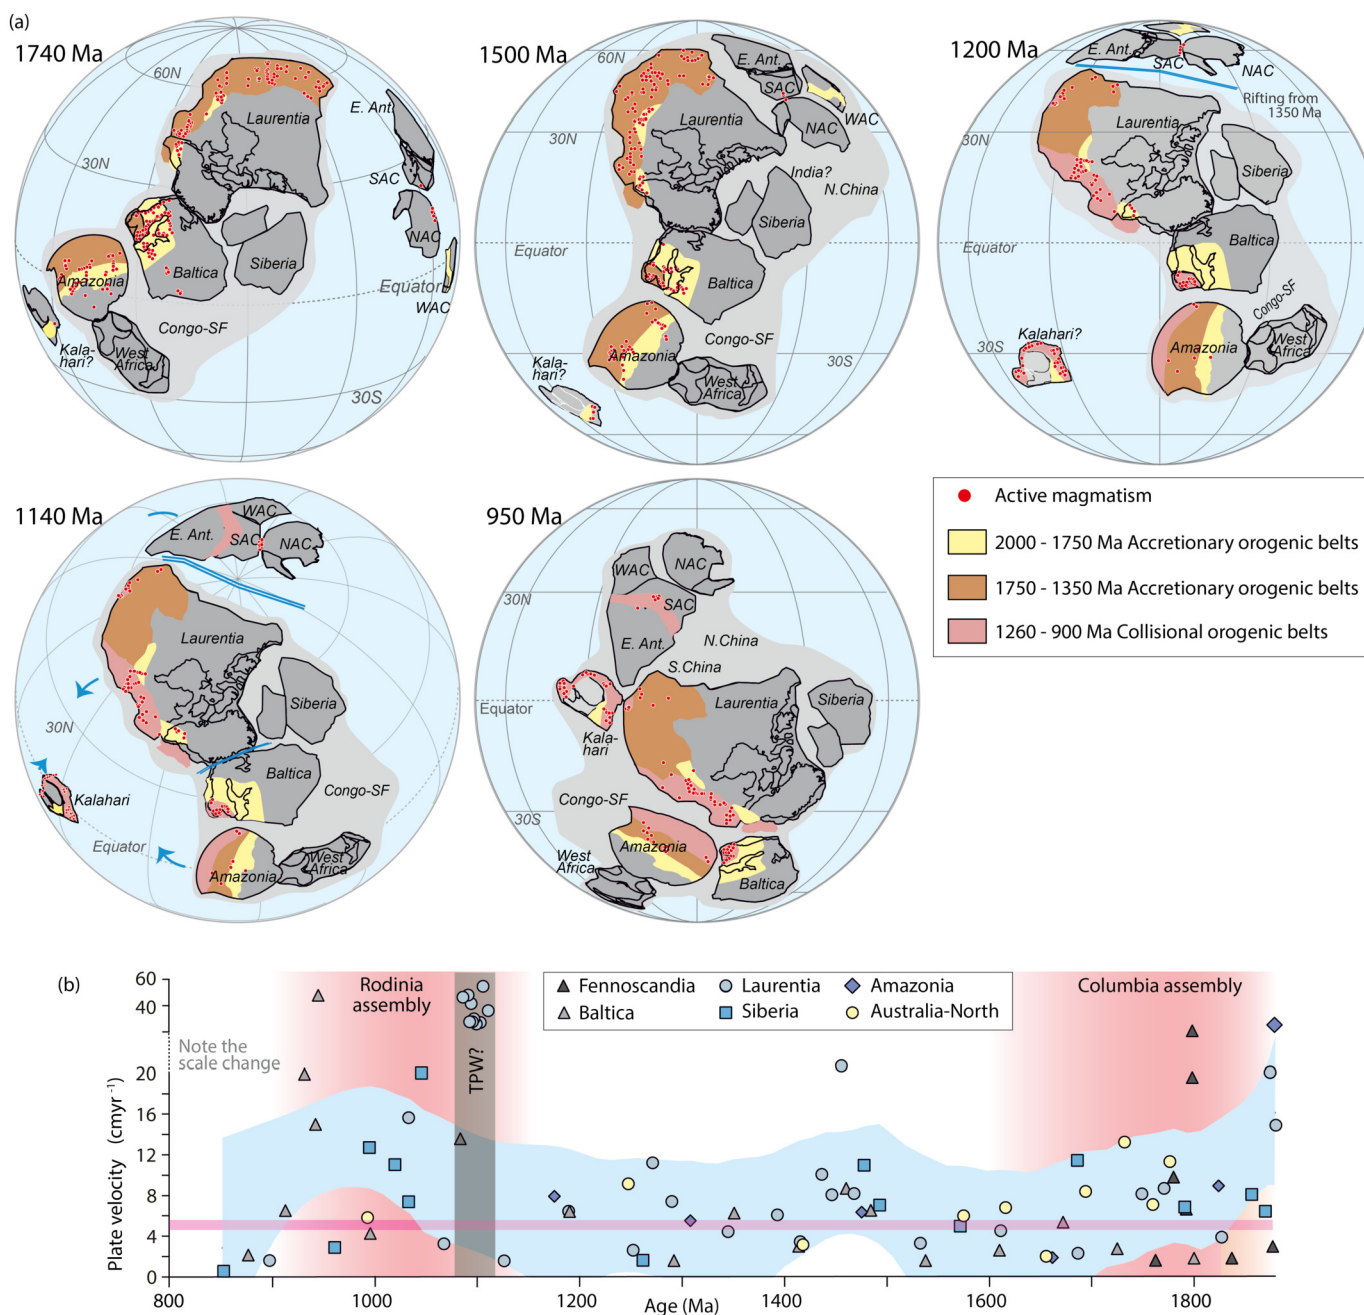 (a)
1740 Ma
60N
30N
Laurentia
E. Ant.
SAC
NAC
Equator
WAC
Baltica
Siberia
Amazonia
Congo-SF
Kala-
hari?
West
Africa
30S
1500 Ma
60N
30N
Laurentia
E. Ant.
SAC
WAC
NAC
India?
N.China
Siberia
Equator
Baltica
Amazonia
Congo-SF
30S
Kala-
hari?
West
Africa
1200 Ma
E. Ant.
SAC
NAC
Rifting from
1350 Ma
30N
Laurentia
Siberia
Equator
Baltica
Congo-SF
Kalahari?
30S
Amazonia
West
Africa
1140 Ma
WAC
E. Ant.
SAC
NAC
Laurentia
Siberia
30N
Baltica
Congo-SF
Kalahari
Equator
West
Africa
Amazonia
950 Ma
WAC
NAC
30N
SAC
E. Ant.
N.China
S.China
Laurentia
Siberia
Equator
Kala-
hari
Congo-SF
30S
Amazonia
West
Africa
Baltica
Active magmatism
2000 - 1750 Ma Accretionary orogenic belts
1750 - 1350 Ma Accretionary orogenic belts
1260 - 900 Ma Collisional orogenic belts
(b)
60
40
20
16
12
8
4
0
Plate velocity (cmyr -1)
Note the
scale change
Rodinia
assembly
TPW?
Fennoscandia
Laurentia
Amazonia
Baltica
Siberia
Australia-North
Columbia assembly
800
1000
1200
1400
1600
1800
Age (Ma)